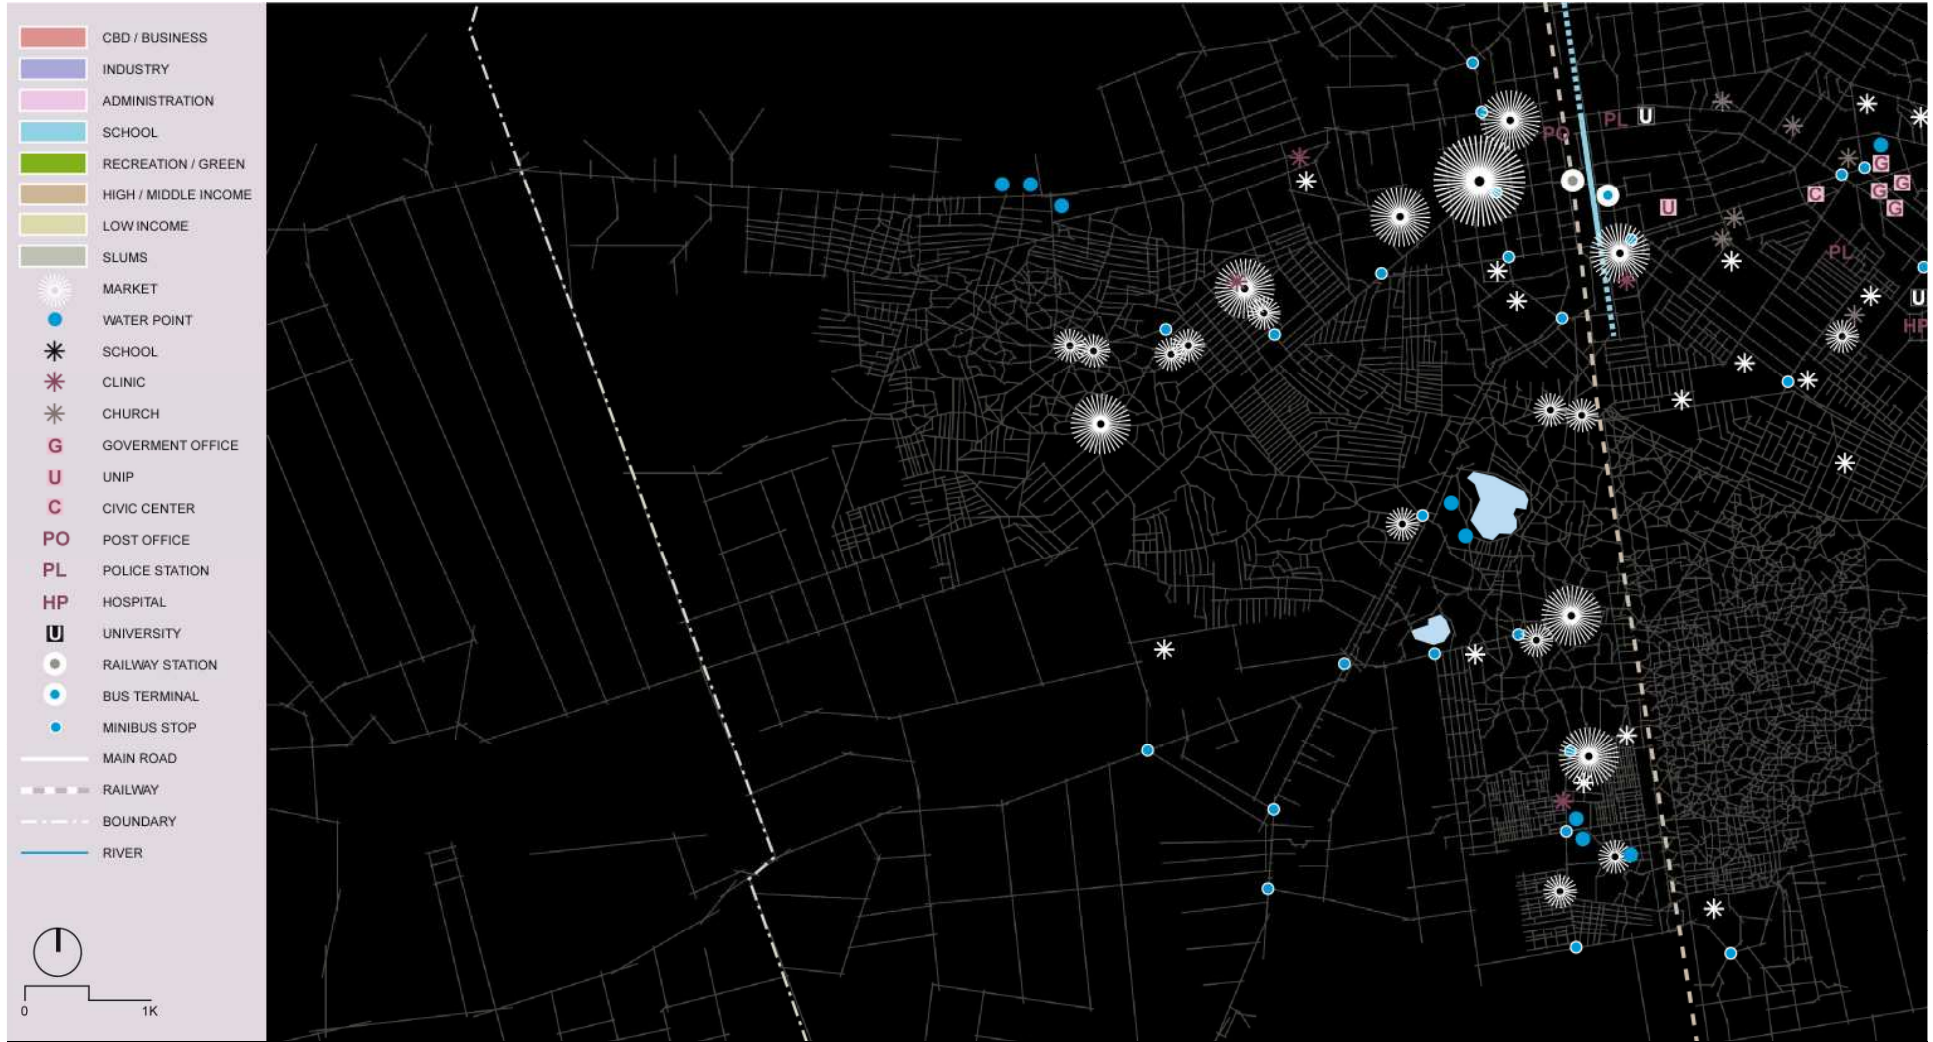 CBD / BUSINESS
INDUSTRY
ADMINISTRATION
SCHOOL
RECREATION / GREEN
HIGH / MIDDLE INCOME
LOW INCOME
SLUMS
MARKET
WATER POINT
SCHOOL
CLINIC
CHURCH
G GOVERMENT OFFICE
U UNIP
C CIVIC CENTER
PO POST OFFICE
PL POLICE STATION
HP HOSPITAL
U UNIVERSITY
RAILWAY STATION
BUS TERMINAL
MINIBUS STOP
MAIN ROAD
RAILWAY
BOUNDARY
RIVER
0 1K
PO
PL
U
G
G
G
G
C
U
PL
U
HP